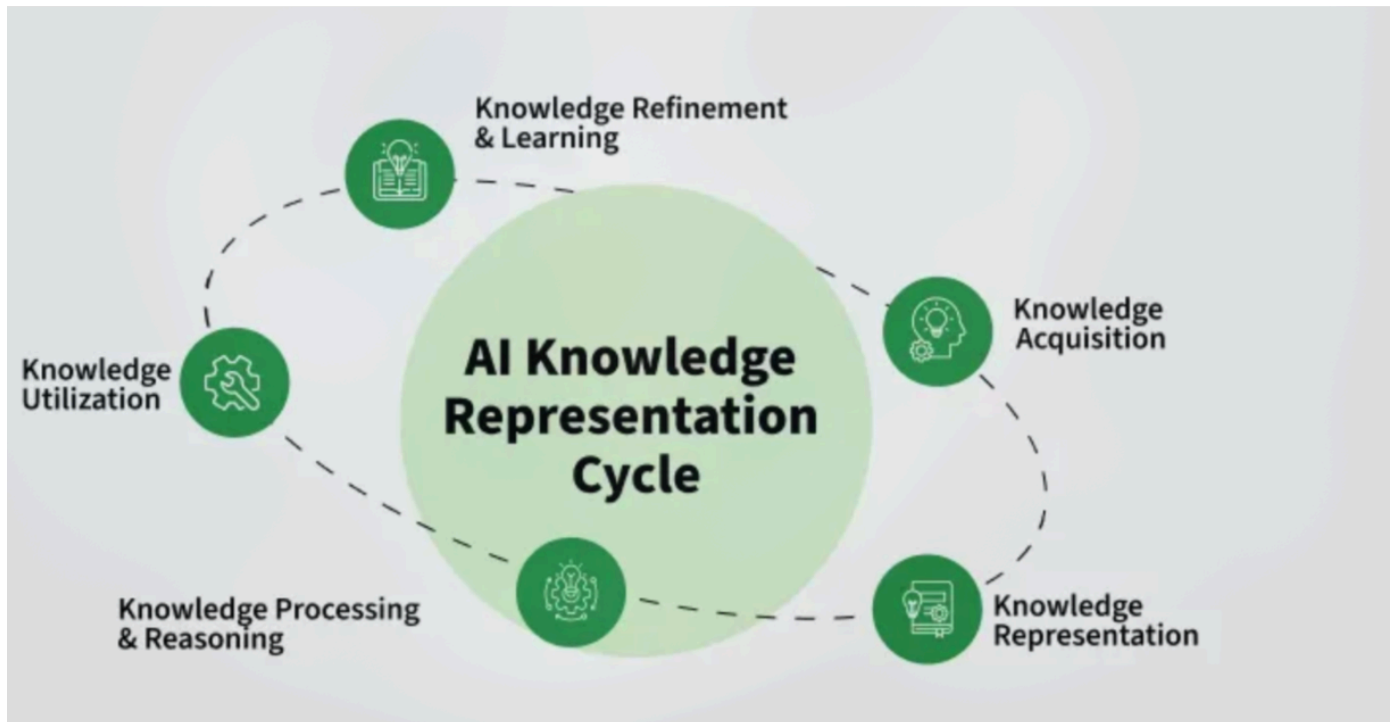 Knowledge Refinement
& Learning
Knowledge
Acquisition
AI Knowledge
Representation
Cycle
Knowledge
Utilization
Knowledge Processing
& Reasoning
Knowledge
Representation